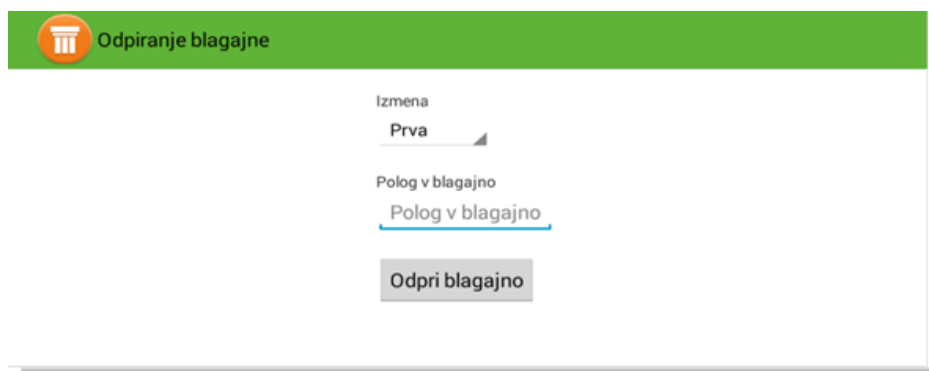 Odpiranje blagajne
Izmena
Prva
Polog v blagajno
Polog v blagajno
Odpri blagajno